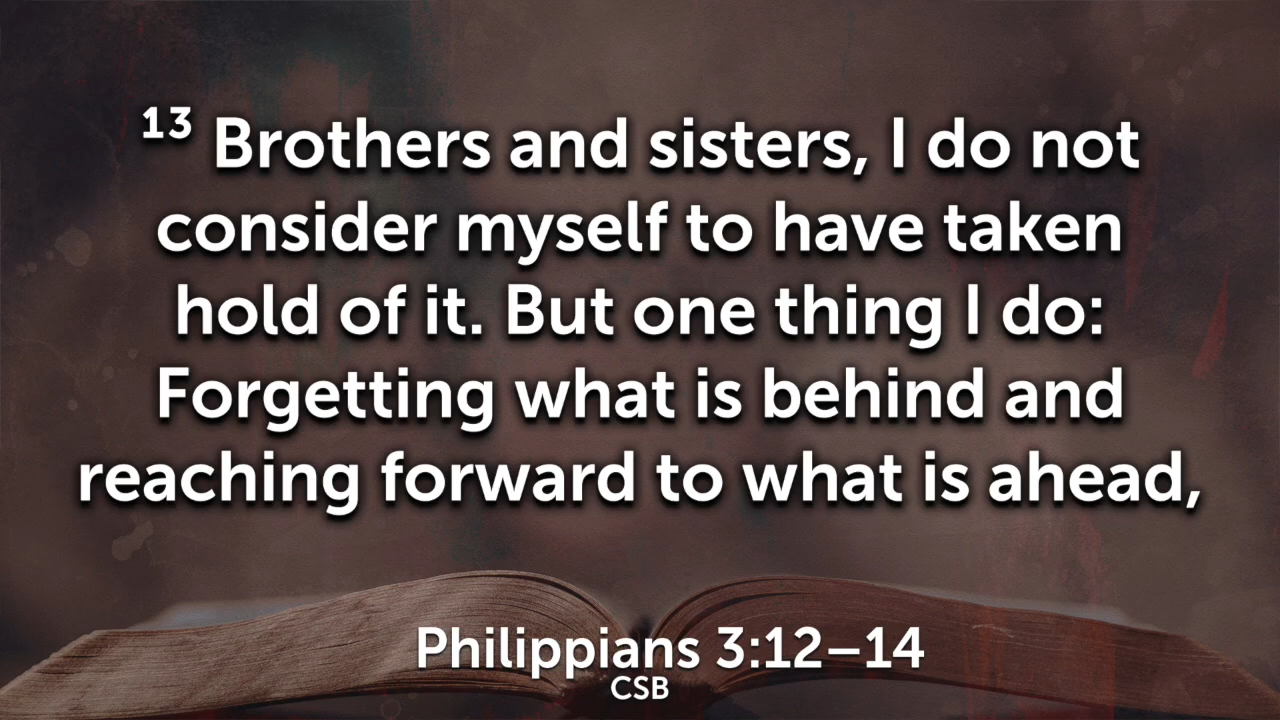 13 Brothers and sisters, I do not
consider myself to have taken
hold of it. But one thing I do:
Forgetting what is behind and
reaching forward to what is ahead,
Philippians 3:12–14
CSB